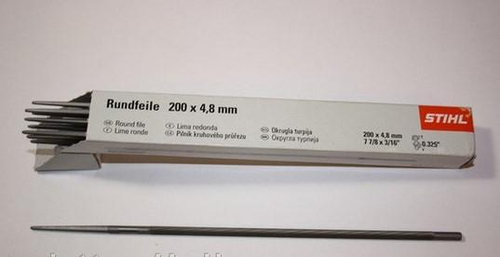 Rundfeile 200 x 4,8 mm
GB Round file
F Lime ronde
E Lima redonda
Pilník kruhového průřezu
Okrugla turpija
Округла турпија
200 x 4,8 mm
7 7/8 x 3/16"
0.325"
STIHL